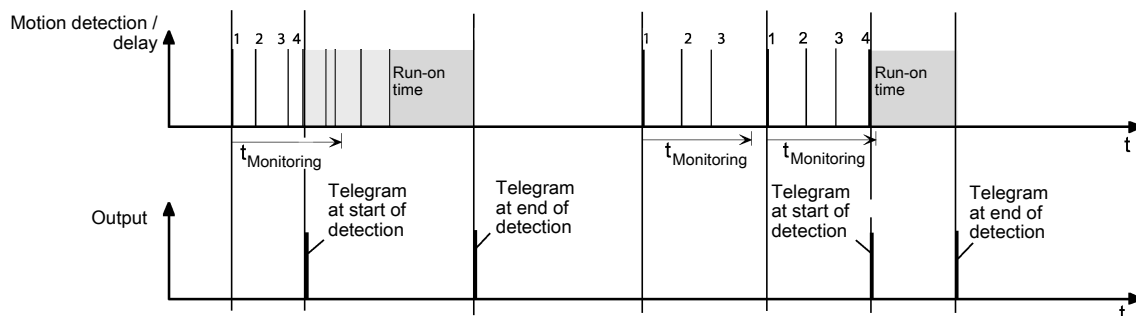 Motion detection /
delay
1 2 3 4
1 2 3
1 2 3 4
Run-on
time
Run-on
time
t
tMonitoring
tMonitoring
tMonitoring
Output
Telegram
at start of
detection
Telegram
at end of
detection
Telegram
at start of
detection
Telegram
at end of
detection
t